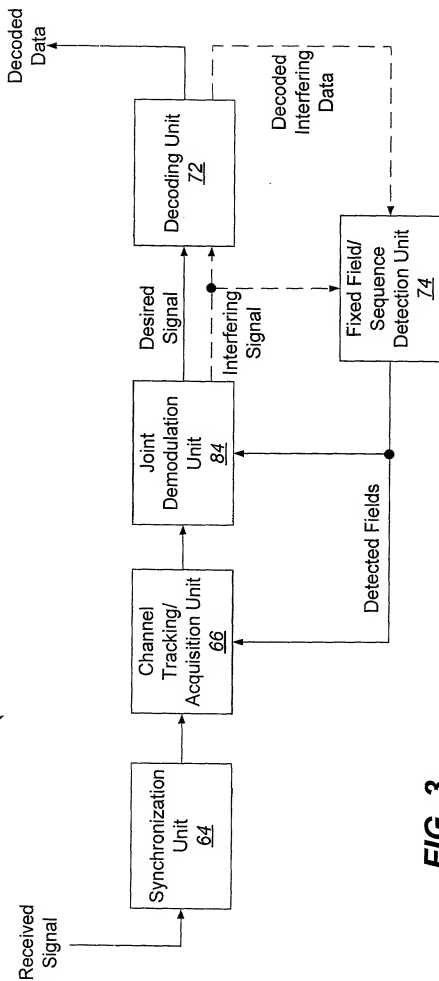 Received
Signal
Synchronization
Unit
64
Channel
Tracking/
Acquisition Unit
66
Joint
Demodulation
Unit
84
Desired
Signal
Interfering
Signal
Decoding Unit
72
Decoded
Data
Decoded
Interfering
Data
Fixed Field/
Sequence
Detection Unit
74
Detected Fields
FIG. 3